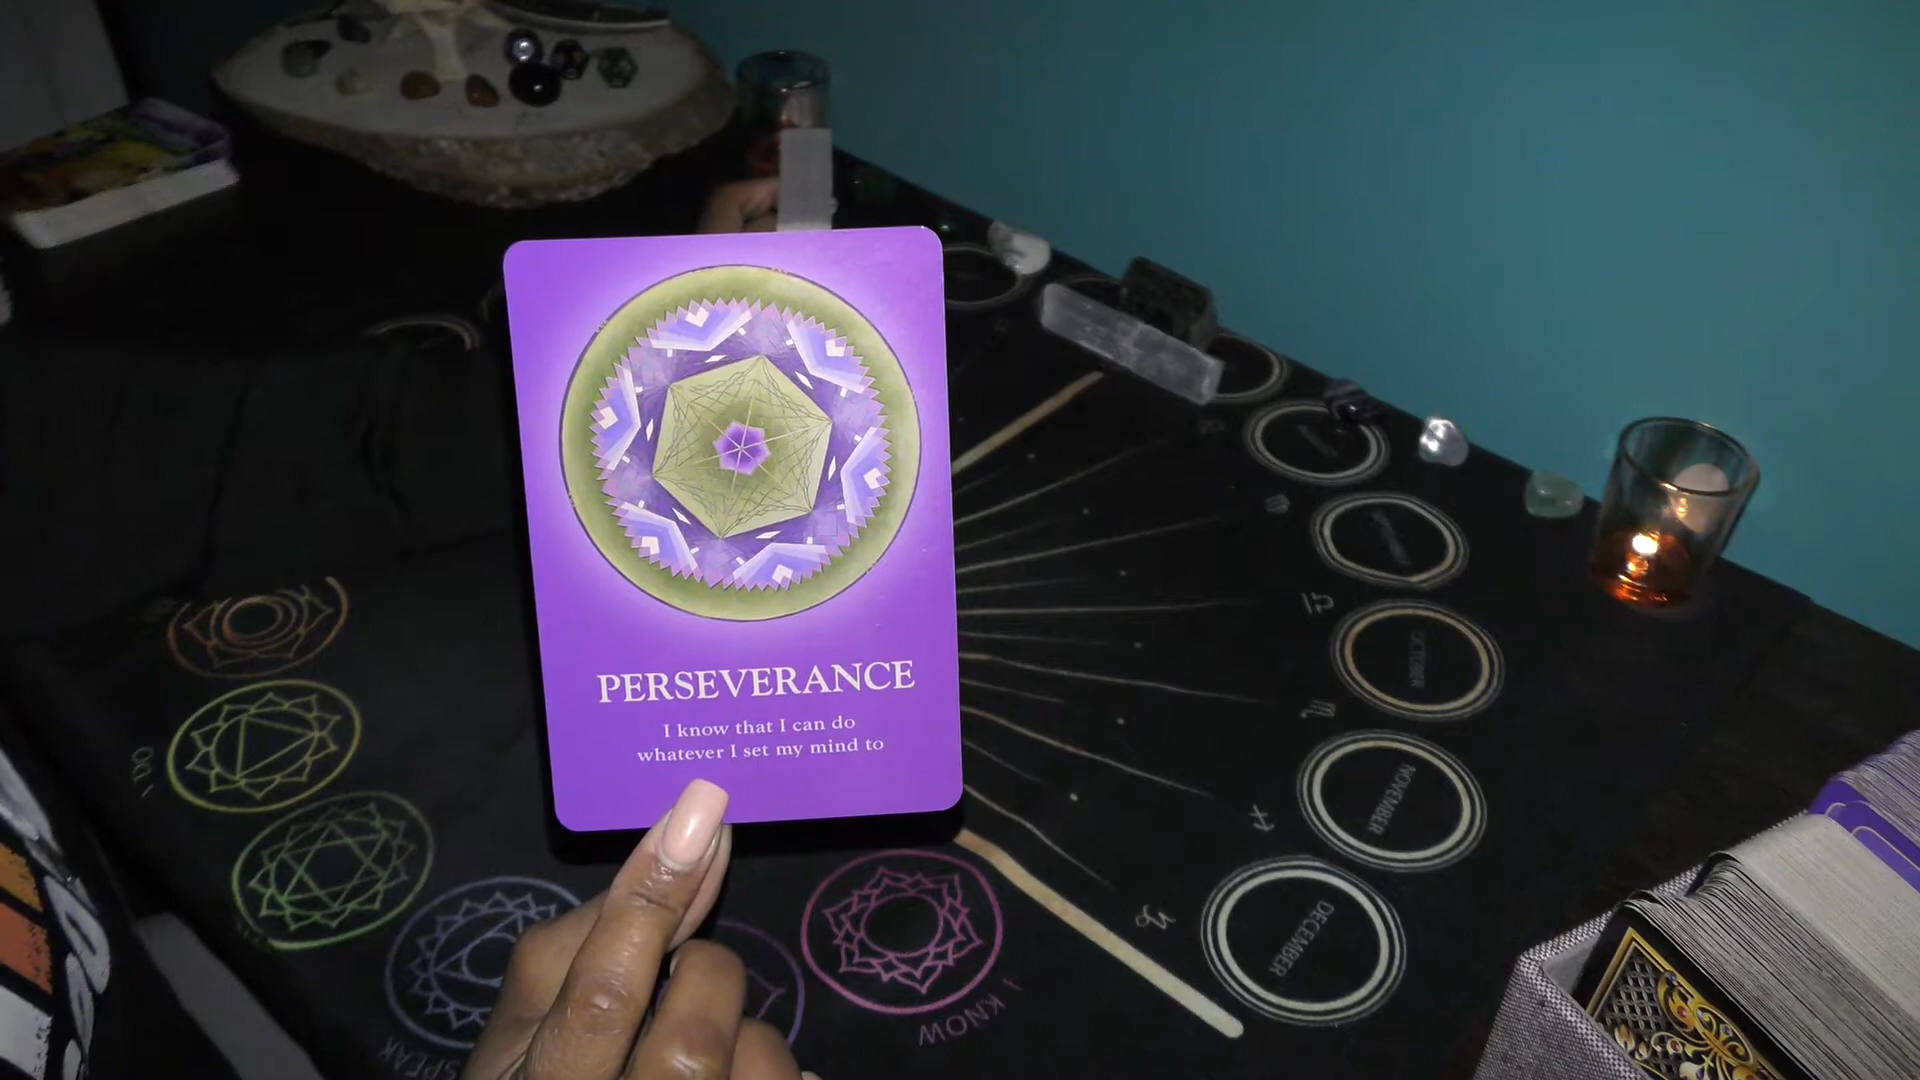 PERSEVERANCE
I know that I can do
whatever I set my mind to
OCTOBER
NOVEMBER
DECEMBER
I KNOW
SPEAK
I DO